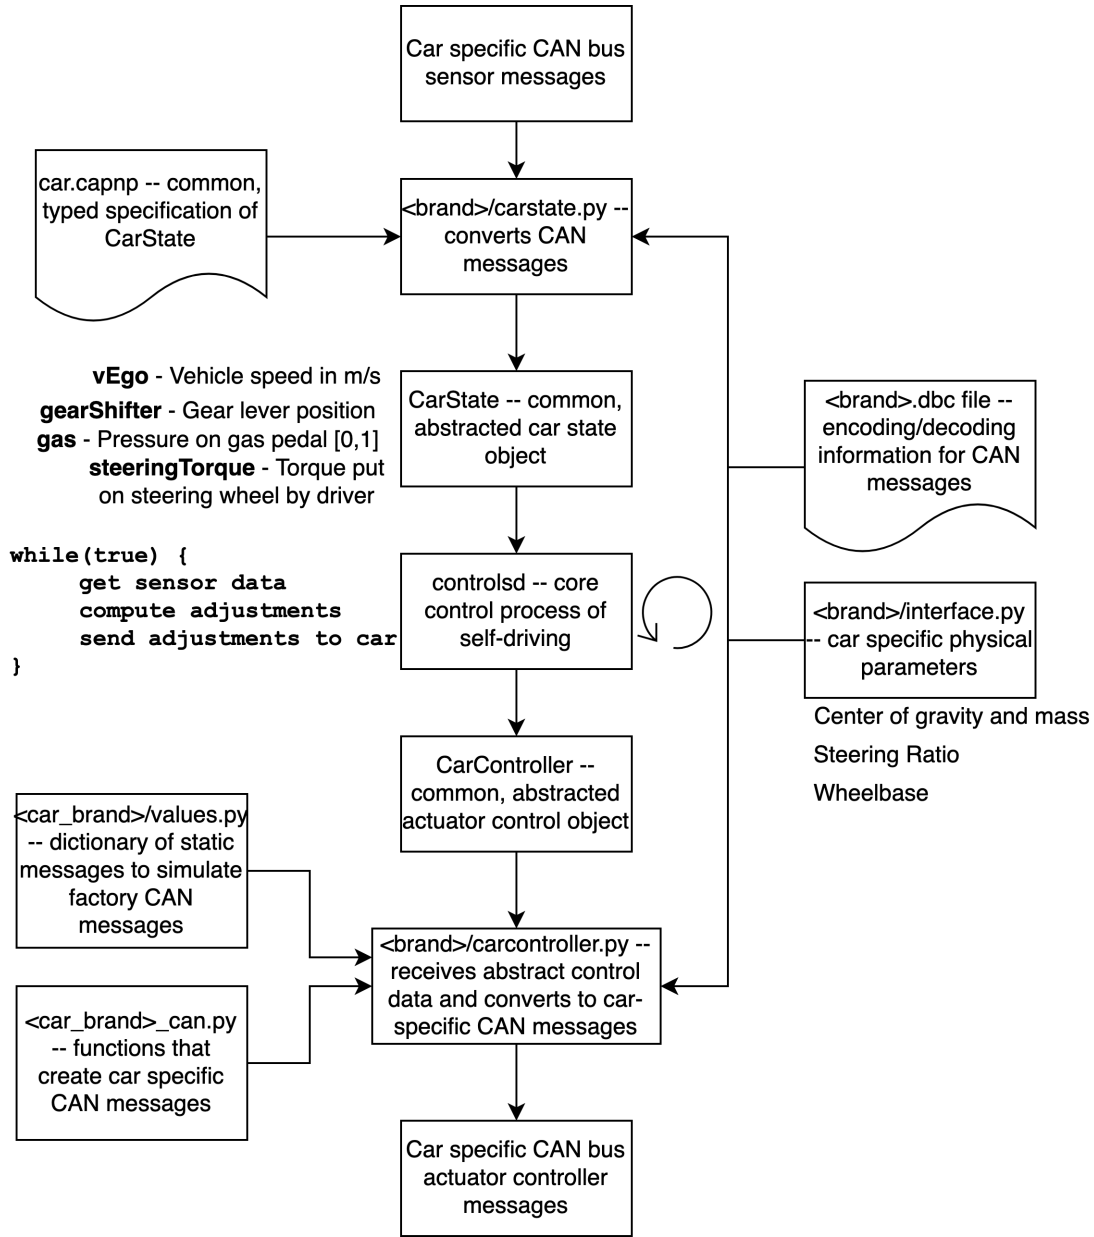 Car specific CAN bus
sensor messages
car.capnp -- common,
typed specification of
CarState
<brand>/carstate.py --
converts CAN
messages
vEgo - Vehicle speed in m/s
gearShifter - Gear lever position
gas - Pressure on gas pedal [0,1]
steeringTorque - Torque put
on steering wheel by driver
CarState -- common,
abstracted car state
object
<brand>.dbc file --
encoding/decoding
information for CAN
messages
while(true) {
get sensor data
compute adjustments
send adjustments to car
}
controlsd -- core
control process of
self-driving
<brand>/interface.py
-- car specific physical
parameters
Center of gravity and mass
Steering Ratio
Wheelbase
CarController --
common, abstracted
actuator control object
<car_brand>/values.py
-- dictionary of static
messages to simulate
factory CAN
messages
<brand>/carcontroller.py --
receives abstract control
data and converts to car-
specific CAN messages
<car_brand>_can.py
-- functions that
create car specific
CAN messages
Car specific CAN bus
actuator controller
messages